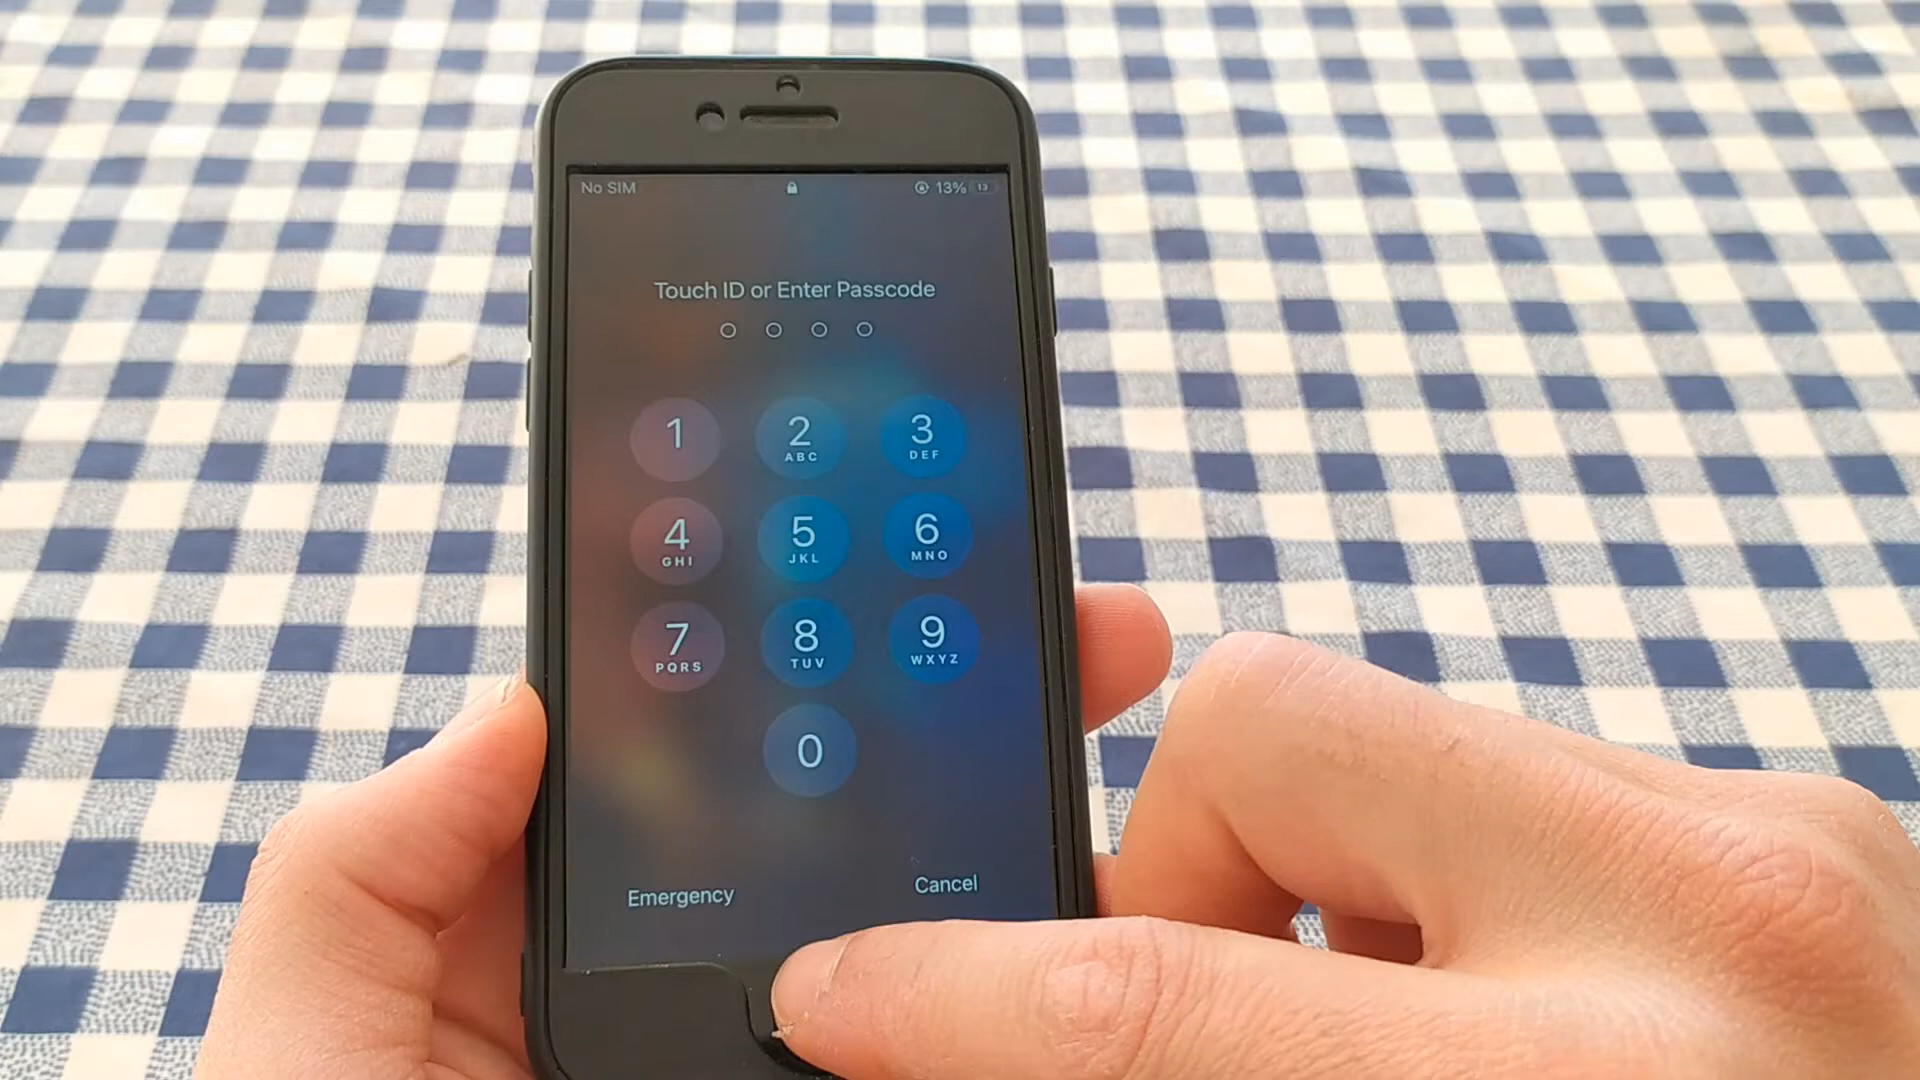 No SIM 13% 13
Touch ID or Enter Passcode
1 2 3
ABC DEF
4 5 6
GHI JKL MNO
7 8 9
PQRS TUV WXYZ
0
Emergency Cancel